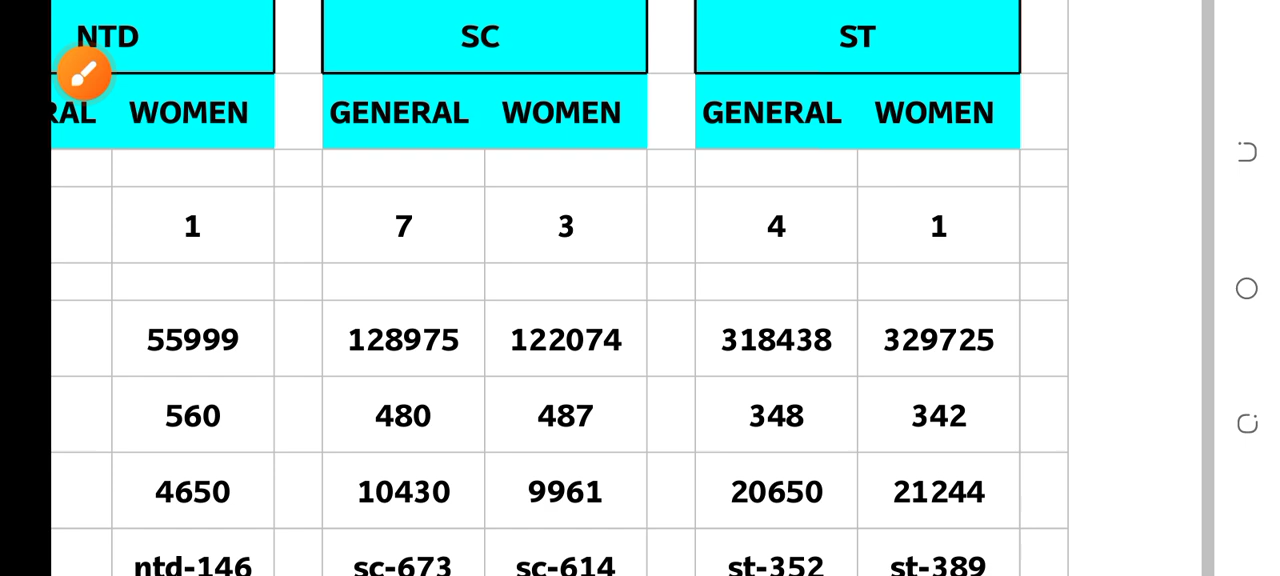 NTD SC ST
RAL WOMEN GENERAL WOMEN GENERAL WOMEN
1 7 3 4 1
55999 128975 122074 318438 329725
560 480 487 348 342
4650 10430 9961 20650 21244
ntd-146 sc-673 sc-614 st-352 st-389